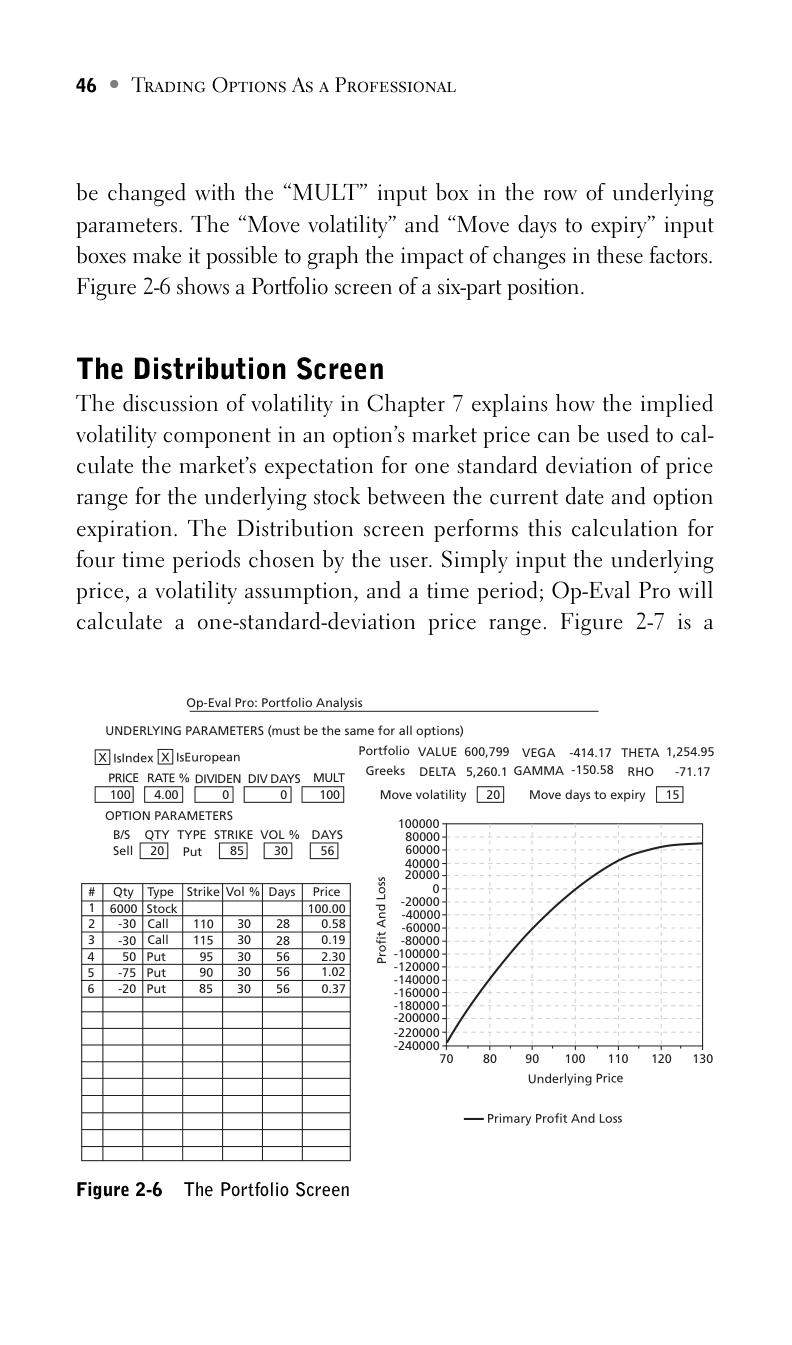 46 • Trading Options As a Professional
be changed with the “MULT” input box in the row of underlying
parameters. The “Move volatility” and “Move days to expiry” input
boxes make it possible to graph the impact of changes in these factors.
Figure 2-6 shows a Portfolio screen of a six-part position.
The Distribution Screen
The discussion of volatility in Chapter 7 explains how the implied
volatility component in an option’s market price can be used to cal-
culate the market’s expectation for one standard deviation of price
range for the underlying stock between the current date and option
expiration. The Distribution screen performs this calculation for
four time periods chosen by the user. Simply input the underlying
price, a volatility assumption, and a time period; Op-Eval Pro will
calculate a one-standard-deviation price range. Figure 2-7 is a
Op-Eval Pro: Portfolio Analysis
UNDERLYING PARAMETERS (must be the same for all options)
X IsIndex X IsEuropean
PRICE RATE % DIVIDEN DIV DAYS MULT
100 4.00 0 0 100
OPTION PARAMETERS
B/S QTY TYPE STRIKE VOL % DAYS
Sell 20 Put 85 30 56
Portfolio VALUE 600,799 VEGA -414.17 THETA 1,254.95
Greeks DELTA 5,260.1 GAMMA -150.58 RHO -71.17
Move volatility 20 Move days to expiry 15
# Qty Type Strike Vol % Days Price
1 6000 Stock 100.00
2 -30 Call 110 30 28 0.58
3 -30 Call 115 30 28 0.19
4 50 Put 95 30 56 2.30
5 -75 Put 90 30 56 1.02
6 -20 Put 85 30 56 0.37
Profit And Loss
100000
80000
60000
40000
20000
0
-20000
-40000
-60000
-80000
-100000
-120000
-140000
-160000
-180000
-200000
-220000
-240000
70 80 90 100 110 120 130
Underlying Price
Primary Profit And Loss
Figure 2-6 The Portfolio Screen